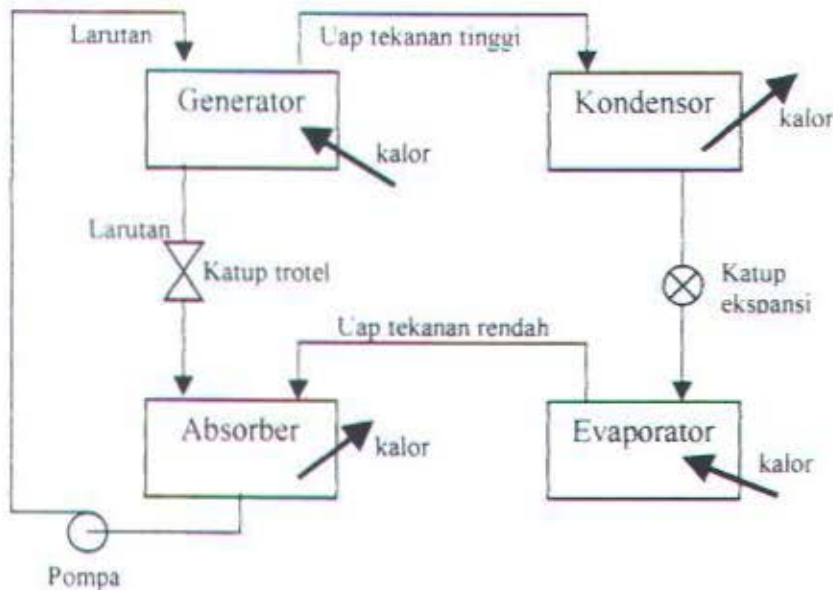 Larutan
Uap tekanan tinggi
Generator
kalor
Kondensor
kalor
Larutan
Katup trotel
Katup
ekspansi
Uap tekanan rendah
Absorber
kalor
Evaporator
kalor
Pompa